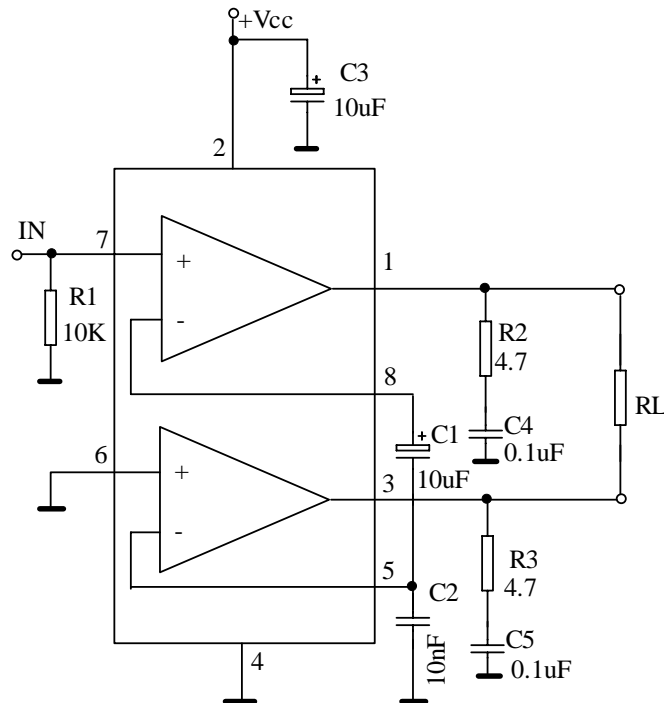 +Vcc
C3
10uF
2
IN
7
+
1
R1
10K
-
R2
4.7
8
RL
C1
C4
0.1uF
10uF
6
+
3
-
R3
4.7
5
C2
10nF
C5
0.1uF
4